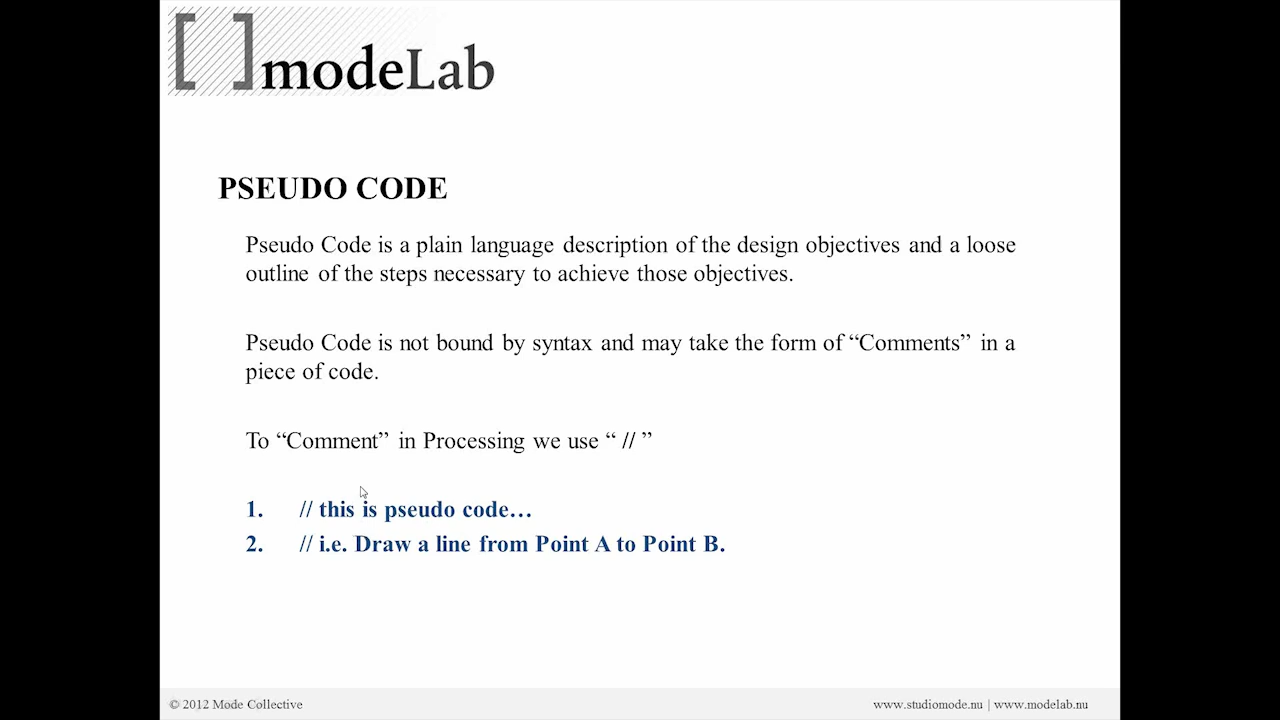 [ ] modeLab
PSEUDO CODE
Pseudo Code is a plain language description of the design objectives and a loose
outline of the steps necessary to achieve those objectives.
Pseudo Code is not bound by syntax and may take the form of “Comments” in a
piece of code.
To “Comment” in Processing we use “ // ”
1. // this is pseudo code…
2. // i.e. Draw a line from Point A to Point B.
© 2012 Mode Collective www.studiomode.nu | www.modelab.nu